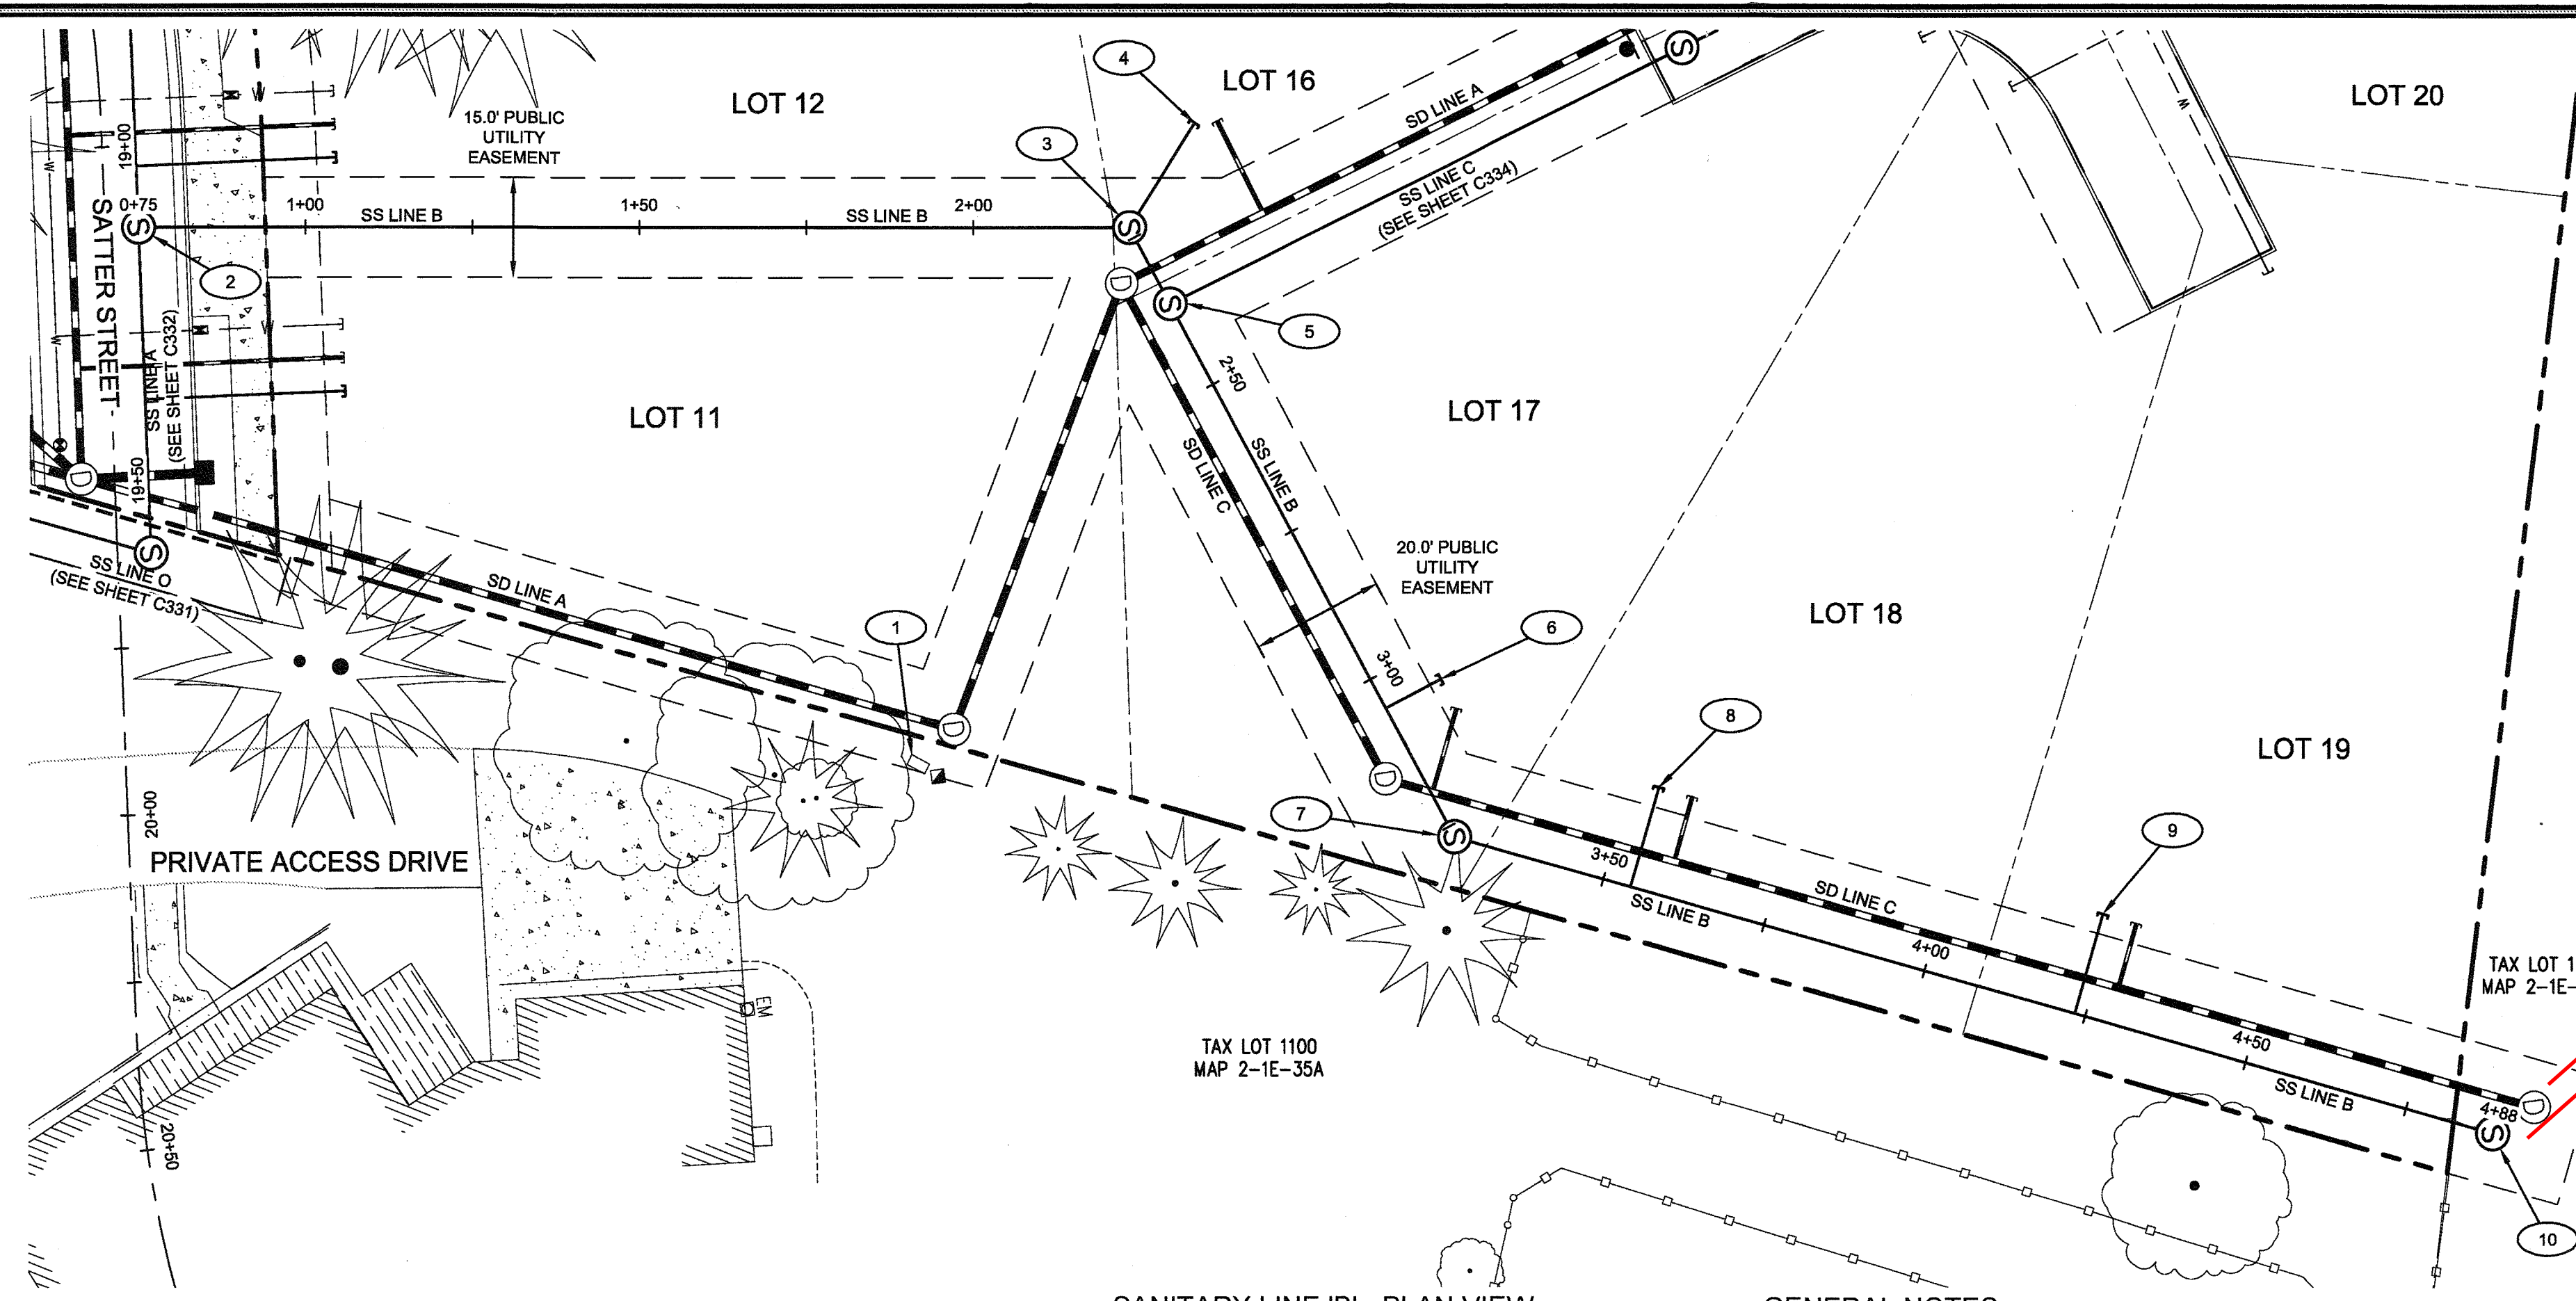 LOT 12
15.0' PUBLIC
UTILITY
EASEMENT
4
LOT 16
SD LINE A
LOT 20
W
3
19+00
W
SATTER STREET
0+75
S
1+00
SS LINE B
1+50
SS LINE B
2+00
S
S
SS LINE C
(SEE SHEET C334)
2
D
S
5
W
SS LINE A
(SEE SHEET C332)
2+50
LOT 11
LOT 17
SD LINE C
SS LINE B
19+50
D
S
SS LINE O
(SEE SHEET C331)
SD LINE A
20.0' PUBLIC
UTILITY
EASEMENT
1
6
LOT 18
3+00
8
D
D
LOT 19
20+00
7
S
9
PRIVATE ACCESS DRIVE
3+50
SS LINE B
SD LINE C
4+00
TAX LOT 1
MAP 2-1E-
EM
TAX LOT 1100
MAP 2-1E-35A
4+50
SS LINE B
4+88
D
S
20+50
10
SANITARY LINE 'B' - PLAN VIEW
GENERAL NOTES